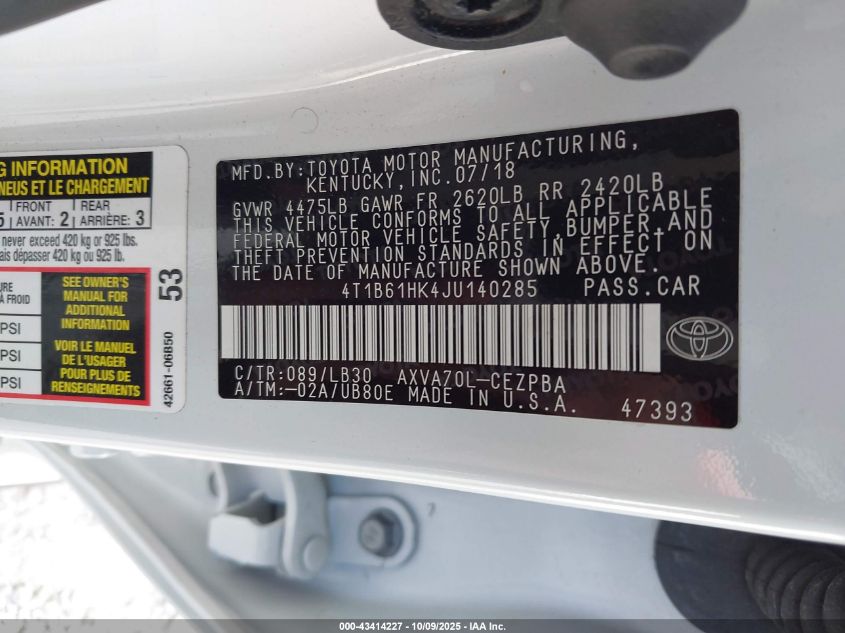 G INFORMATION
NEUS ET LE CHARGEMENT
5 FRONT REAR
AVANT: 2 ARRIÈRE: 3
never exceed 420 kg or 925 lbs.
ais dépasser 420 kg ou 925 lb.
URE
À FROID
PSI
PSI
PSI
SEE OWNER'S
MANUAL FOR
ADDITIONAL
INFORMATION
VOIR LE MANUEL
DE L'USAGER
POUR PLUS DE
RENSEIGNEMENTS
53
42661-06B50
MFD.BY:TOYOTA MOTOR MANUFACTURING,
KENTUCKY,INC.07/18
GVWR 4475LB GAWR FR 2620LB RR 2420LB
THIS VEHICLE CONFORMS TO ALL APPLICABLE
FEDERAL MOTOR VEHICLE SAFETY,BUMPER,AND
THEFT PREVENTION STANDARDS IN EFFECT ON
THE DATE OF MANUFACTURE SHOWN ABOVE.
4T1B61HK4JU140285 PASS.CAR
C/TR:089/LB30 AXVA70L-CEZPBA
A/TM:-02A/UB80E MADE IN U.S.A.
47393
000-43414227 - 10/09/2025 - IAA Inc.